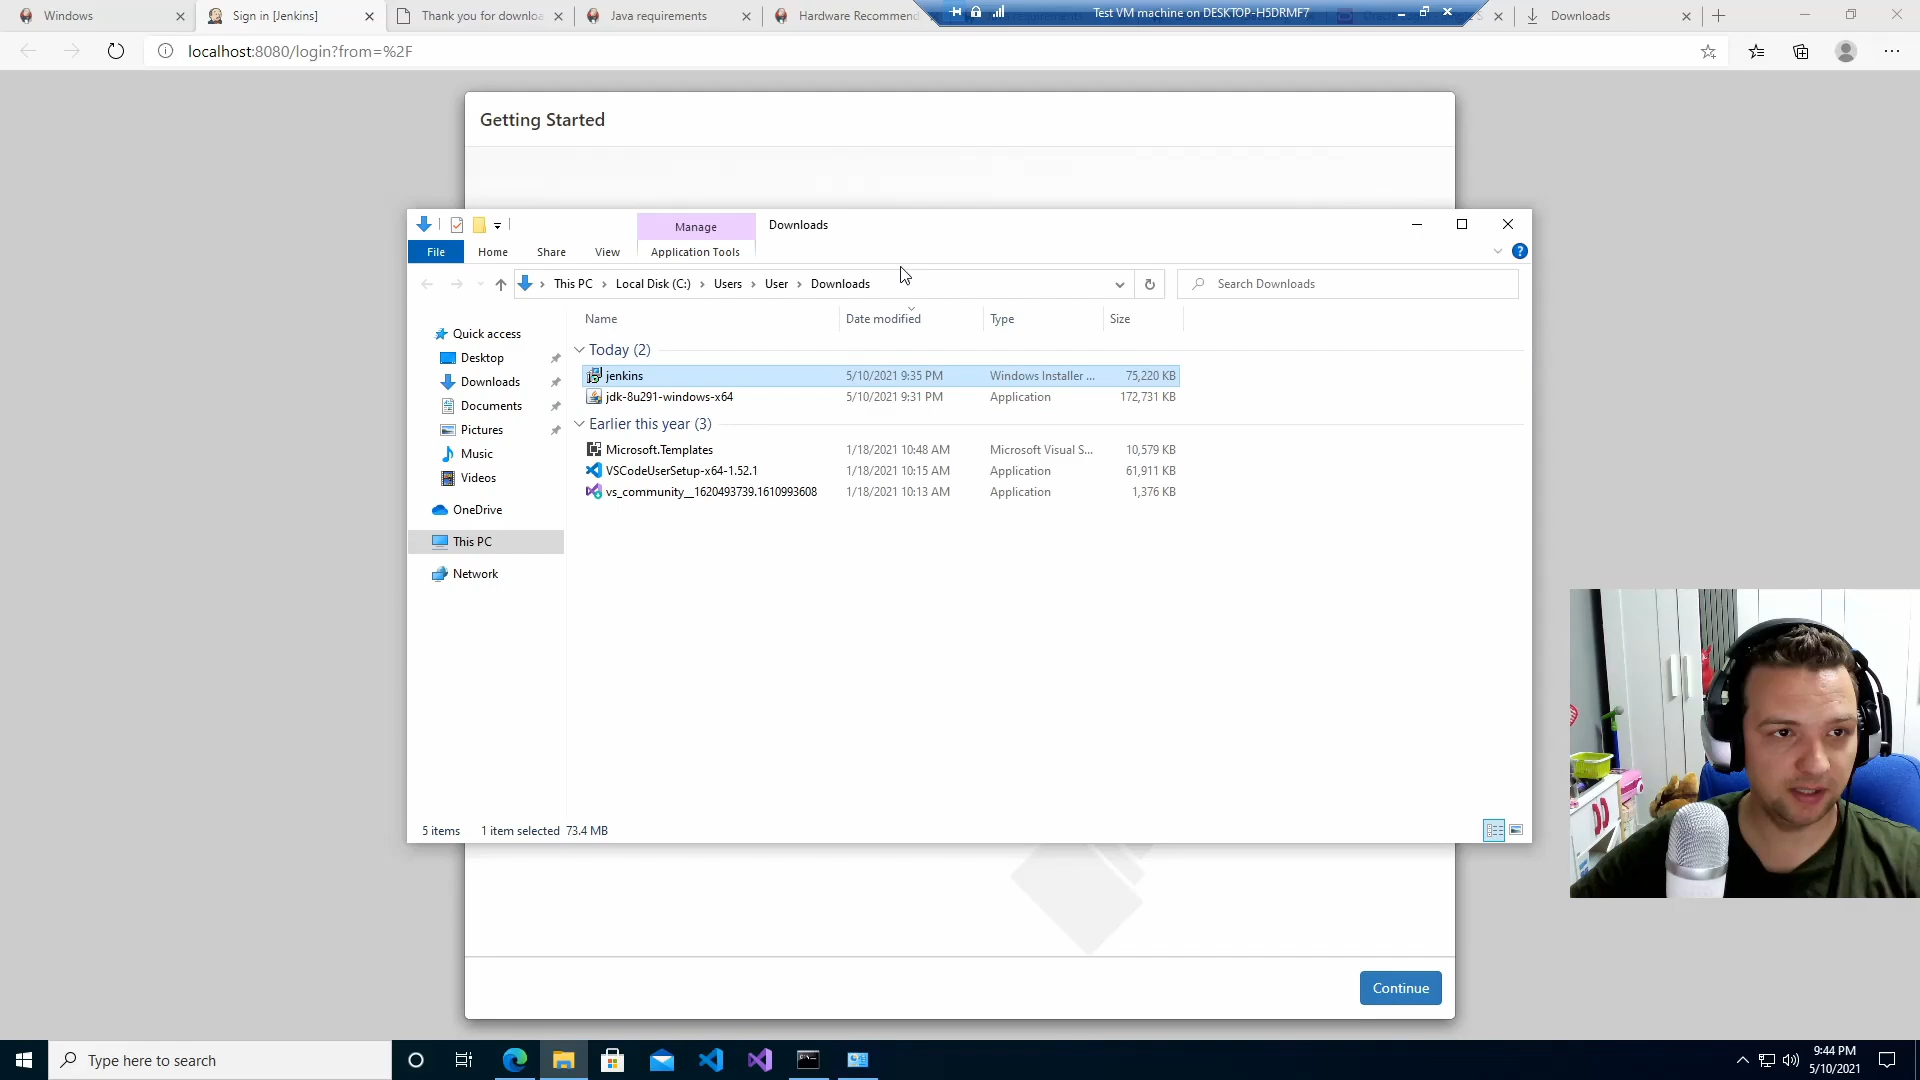 Windows
Sign in [Jenkins]
Thank you for downloa
Java requirements
Hardware Recommend
Test VM machine on DESKTOP-H5DRMF7
Downloads
localhost:8080/login?from=%2F
Getting Started
Manage
Downloads
File
Home
Share
View
Application Tools
This PC
Local Disk (C:)
Users
User
Downloads
Search Downloads
Name
Date modified
Type
Size
Quick access
Desktop
Downloads
Documents
Pictures
Music
Videos
OneDrive
This PC
Network
Today (2)
jenkins 5/10/2021 9:35 PM Windows Installer ... 75,220 KB
jdk-8u291-windows-x64 5/10/2021 9:31 PM Application 172,731 KB
Earlier this year (3)
Microsoft.Templates 1/18/2021 10:48 AM Microsoft Visual S... 10,579 KB
VSCodeUserSetup-x64-1.52.1 1/18/2021 10:15 AM Application 61,911 KB
vs_community__1620493739.1610993608 1/18/2021 10:13 AM Application 1,376 KB
5 items 1 item selected 73.4 MB
Continue
Type here to search
9:44 PM
5/10/2021